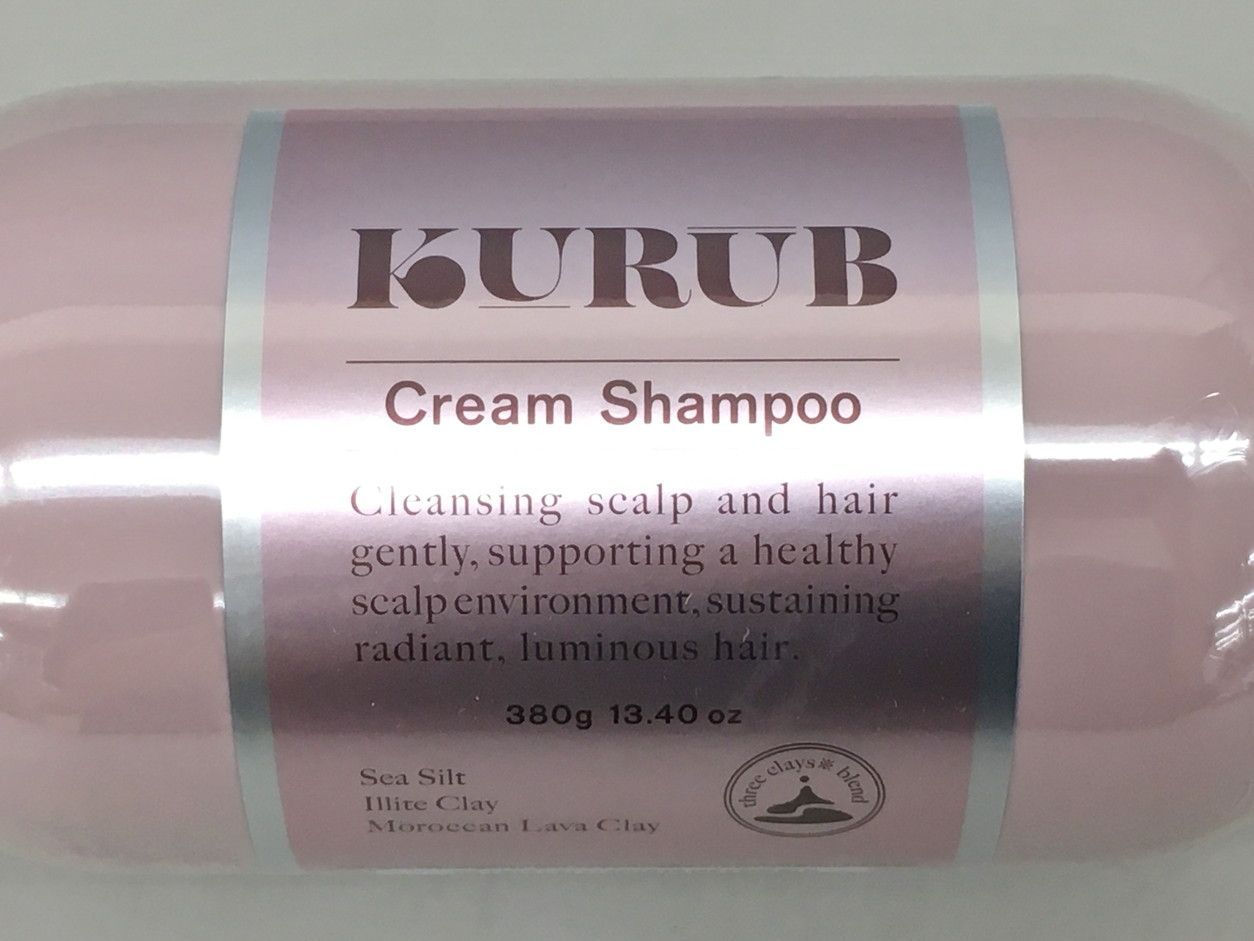 KURUB
Cream Shampoo
Cleansing scalp and hair
gently, supporting a healthy
scalp environment, sustaining
radiant, luminous hair.
380g 13.40 oz
Sea Silt
Illite Clay
Moroccan Lava Clay
three clays* blend